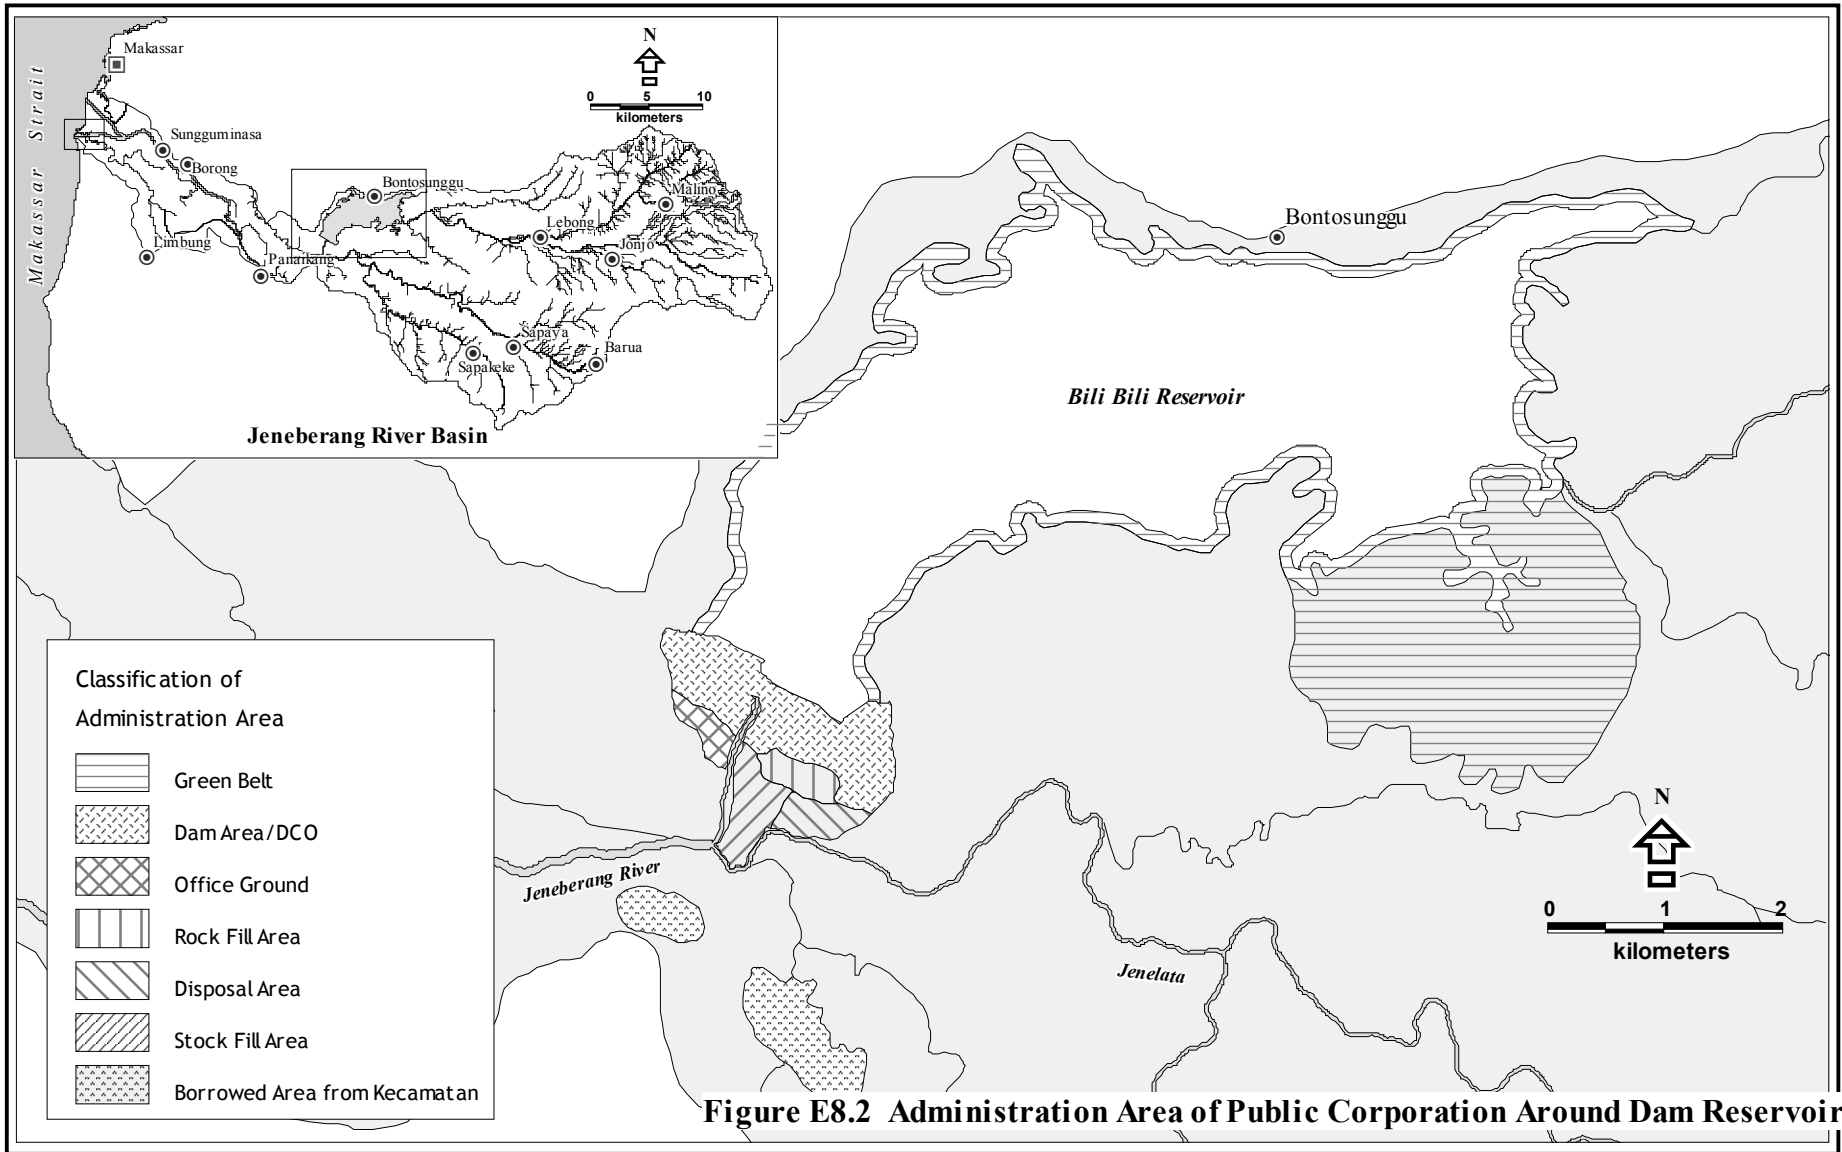 Makassar
Makassar Strait
N
0 5 10
kilometers
Sungguminasa
Borong
Bontosunggu
Malino
Lebong
Jonjo
Limbung
Panaikang
Sapaya
Barua
Sapakeke
Jeneberang River Basin
Bontosunggu
Bili Bili Reservoir
Classification of
Administration Area
Green Belt
Dam Area/DCO
Office Ground
Rock Fill Area
Disposal Area
Stock Fill Area
Borrowed Area from Kecamatan
Jeneberang River
Jenelata
N
0 1 2
kilometers
Figure E8.2 Administration Area of Public Corporation Around Dam Reservoir